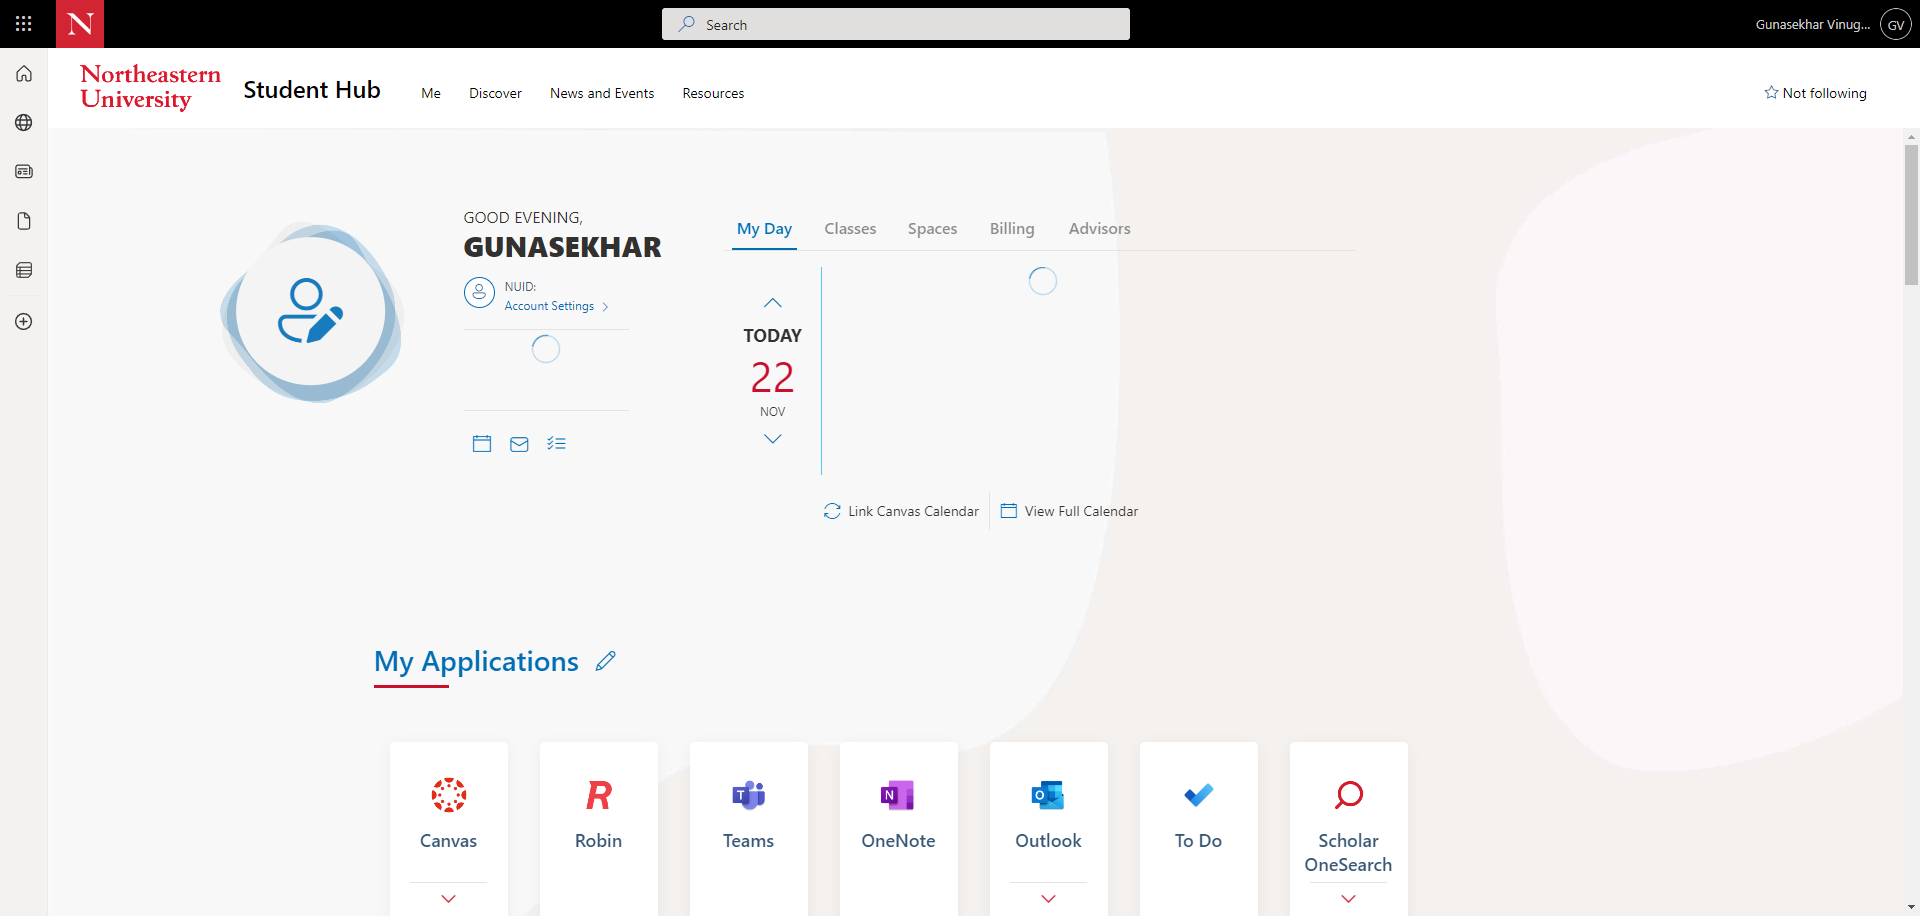 N
Search
Gunasekhar Vinug...
GV
Northeastern
University
Student Hub
Me
Discover
News and Events
Resources
Not following
GOOD EVENING,
GUNASEKHAR
NUID:
Account Settings
My Day
Classes
Spaces
Billing
Advisors
TODAY
22
NOV
Link Canvas Calendar
View Full Calendar
My Applications
Canvas
R
Robin
T
Teams
N
OneNote
O
Outlook
To Do
Scholar
OneSearch